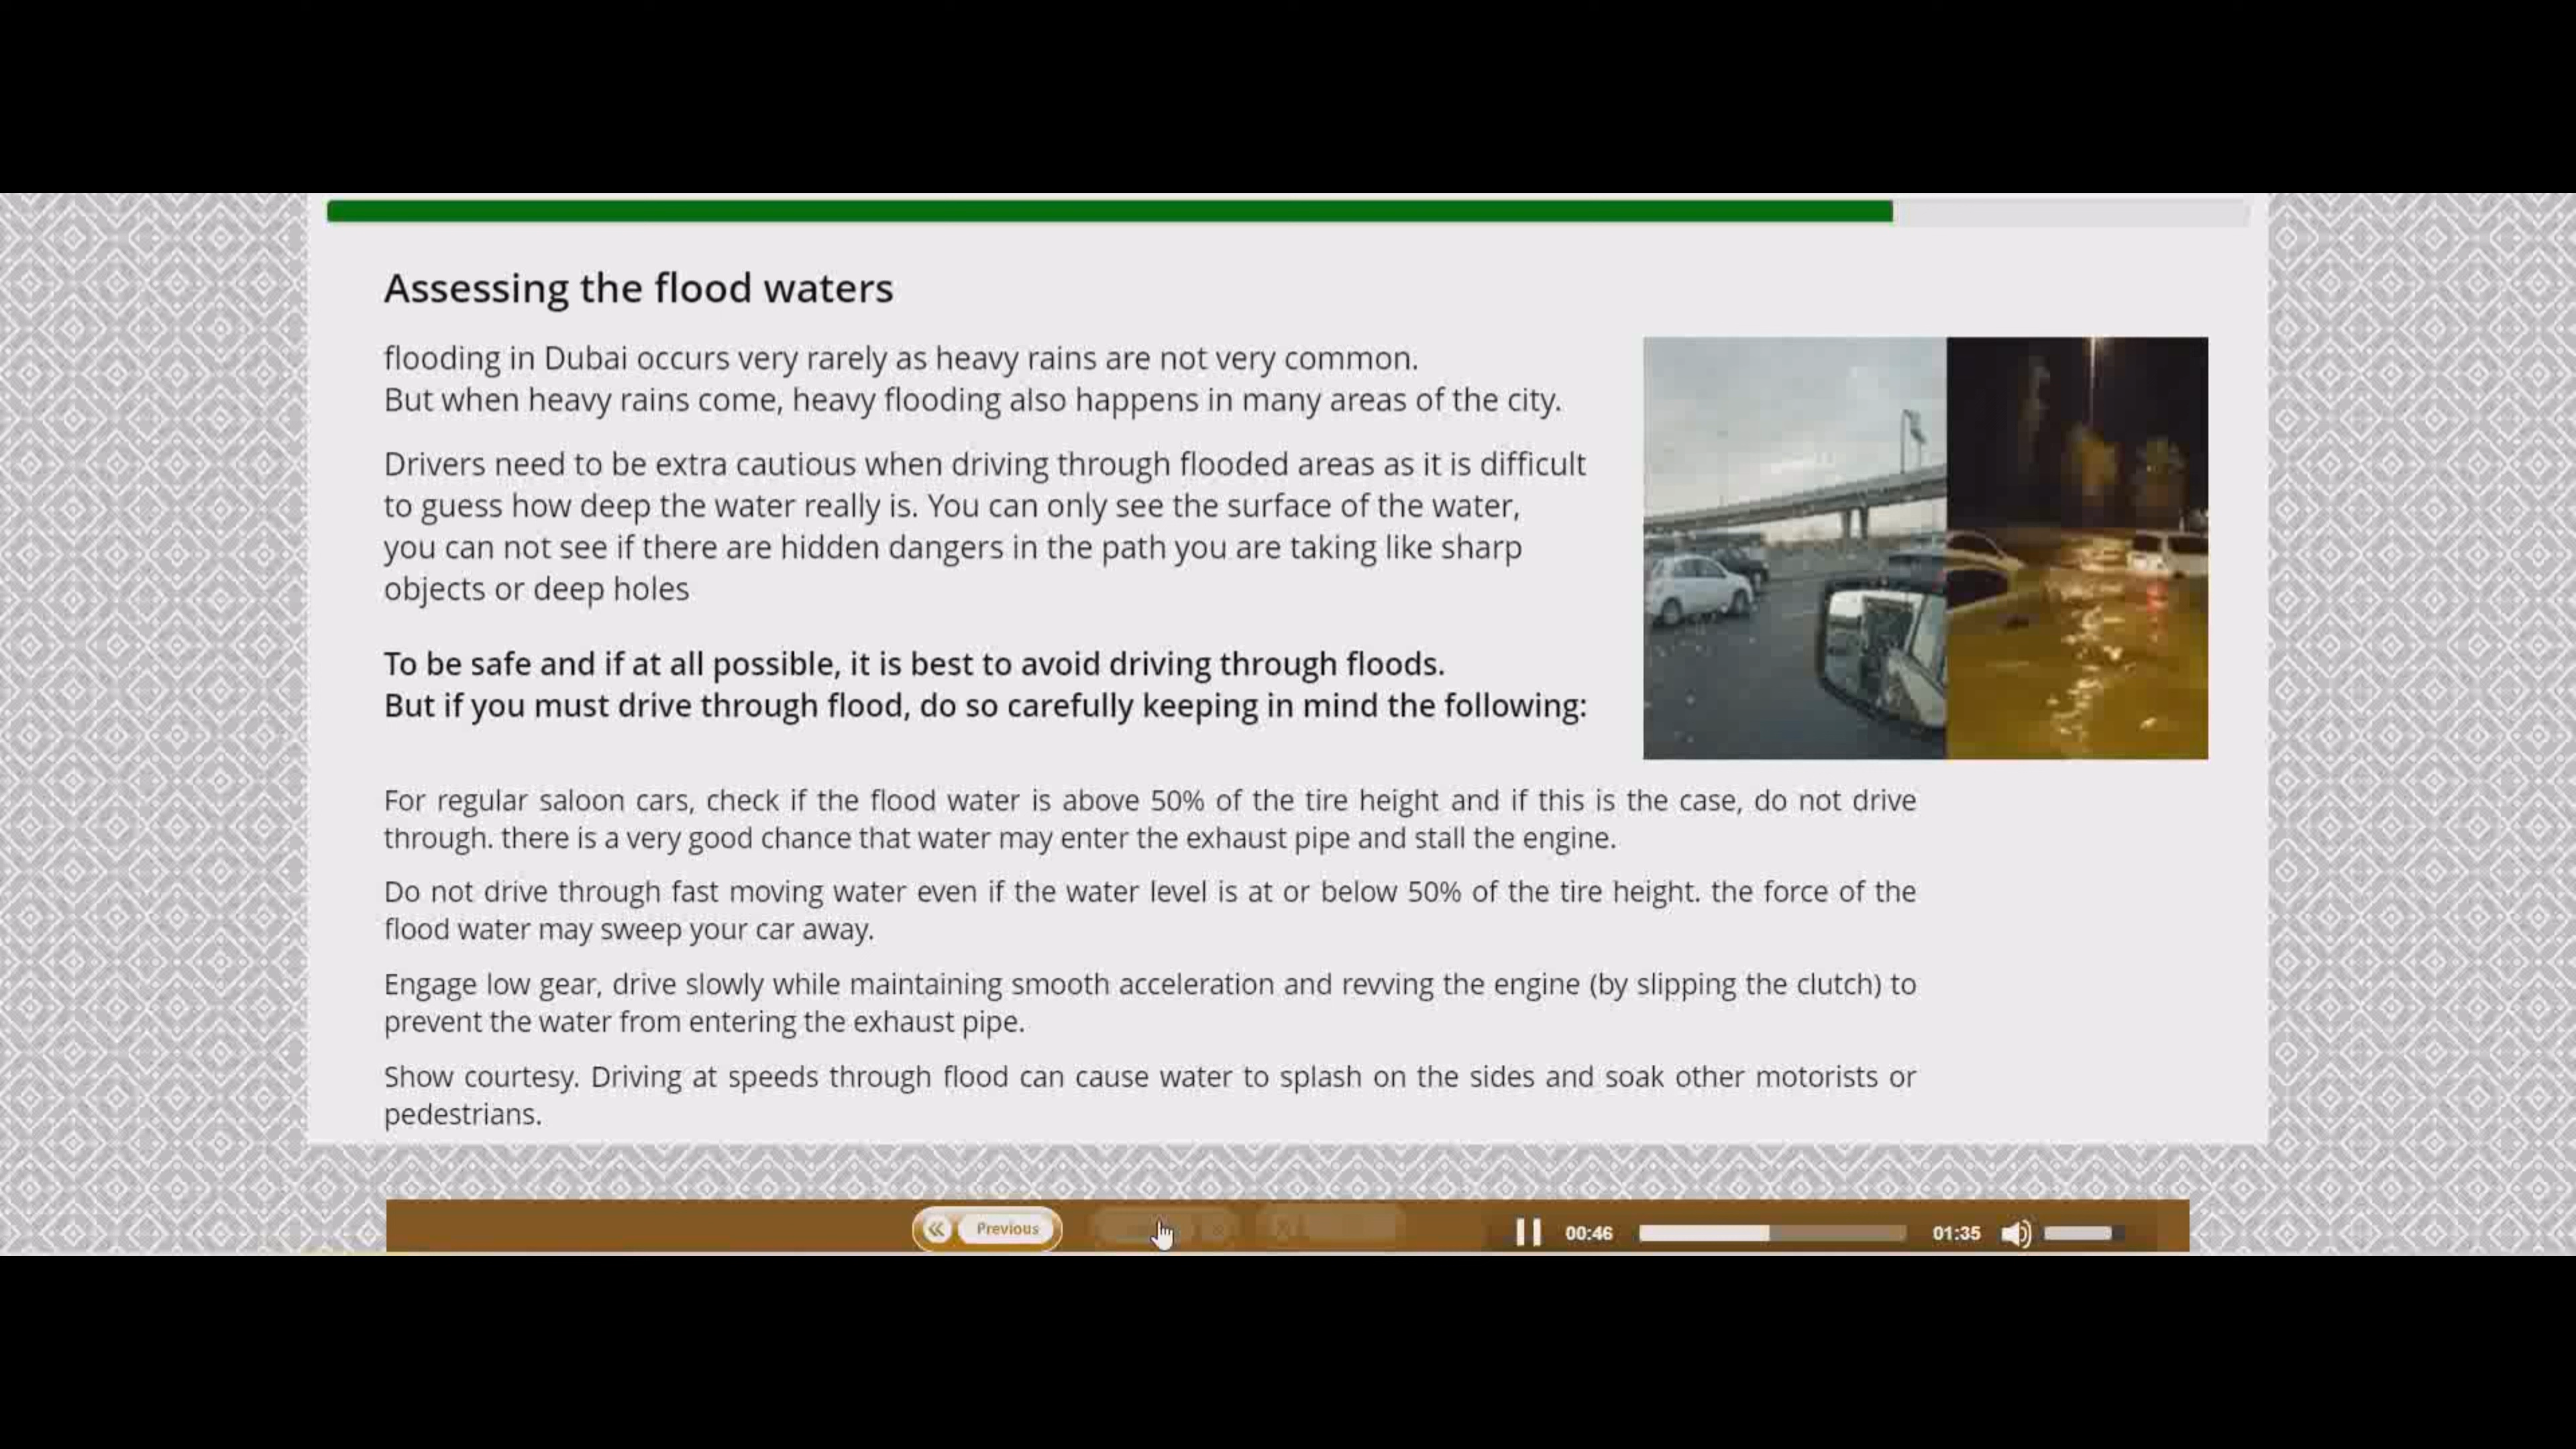 Assessing the flood waters
flooding in Dubai occurs very rarely as heavy rains are not very common.
But when heavy rains come, heavy flooding also happens in many areas of the city.
Drivers need to be extra cautious when driving through flooded areas as it is difficult
to guess how deep the water really is. You can only see the surface of the water,
you can not see if there are hidden dangers in the path you are taking like sharp
objects or deep holes
To be safe and if at all possible, it is best to avoid driving through floods.
But if you must drive through flood, do so carefully keeping in mind the following:
For regular saloon cars, check if the flood water is above 50% of the tire height and if this is the case, do not drive
through. there is a very good chance that water may enter the exhaust pipe and stall the engine.
Do not drive through fast moving water even if the water level is at or below 50% of the tire height. the force of the
flood water may sweep your car away.
Engage low gear, drive slowly while maintaining smooth acceleration and revving the engine (by slipping the clutch) to
prevent the water from entering the exhaust pipe.
Show courtesy. Driving at speeds through flood can cause water to splash on the sides and soak other motorists or
pedestrians.
Previous
00:46
01:35